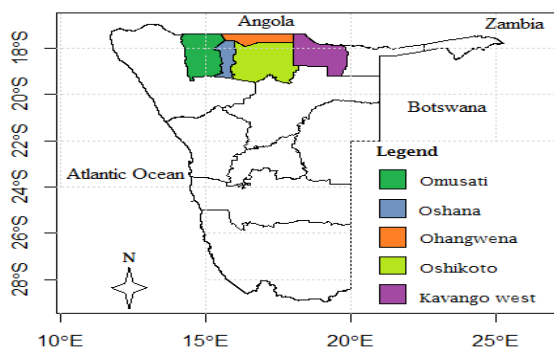 Angola
Zambia
18°S
20°S
Botswana
22°S
Legend
Atlantic Ocean
Omusati
24°S
Oshana
26°S
Ohangwena
N
Oshikoto
28°S
Kavango west
10°E
15°E
20°E
25°E